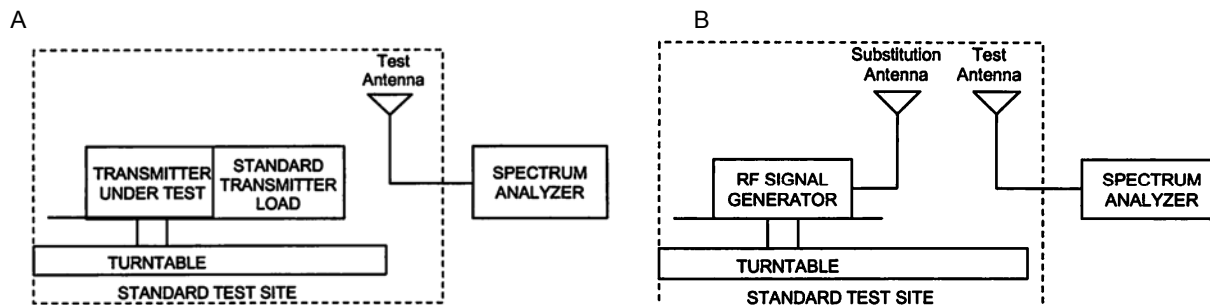 A
Test
Antenna
TRANSMITTER
UNDER TEST
STANDARD
TRANSMITTER
LOAD
SPECTRUM
ANALYZER
TURNTABLE
STANDARD TEST SITE
B
Substitution
Antenna
Test
Antenna
RF SIGNAL
GENERATOR
SPECTRUM
ANALYZER
TURNTABLE
STANDARD TEST SITE